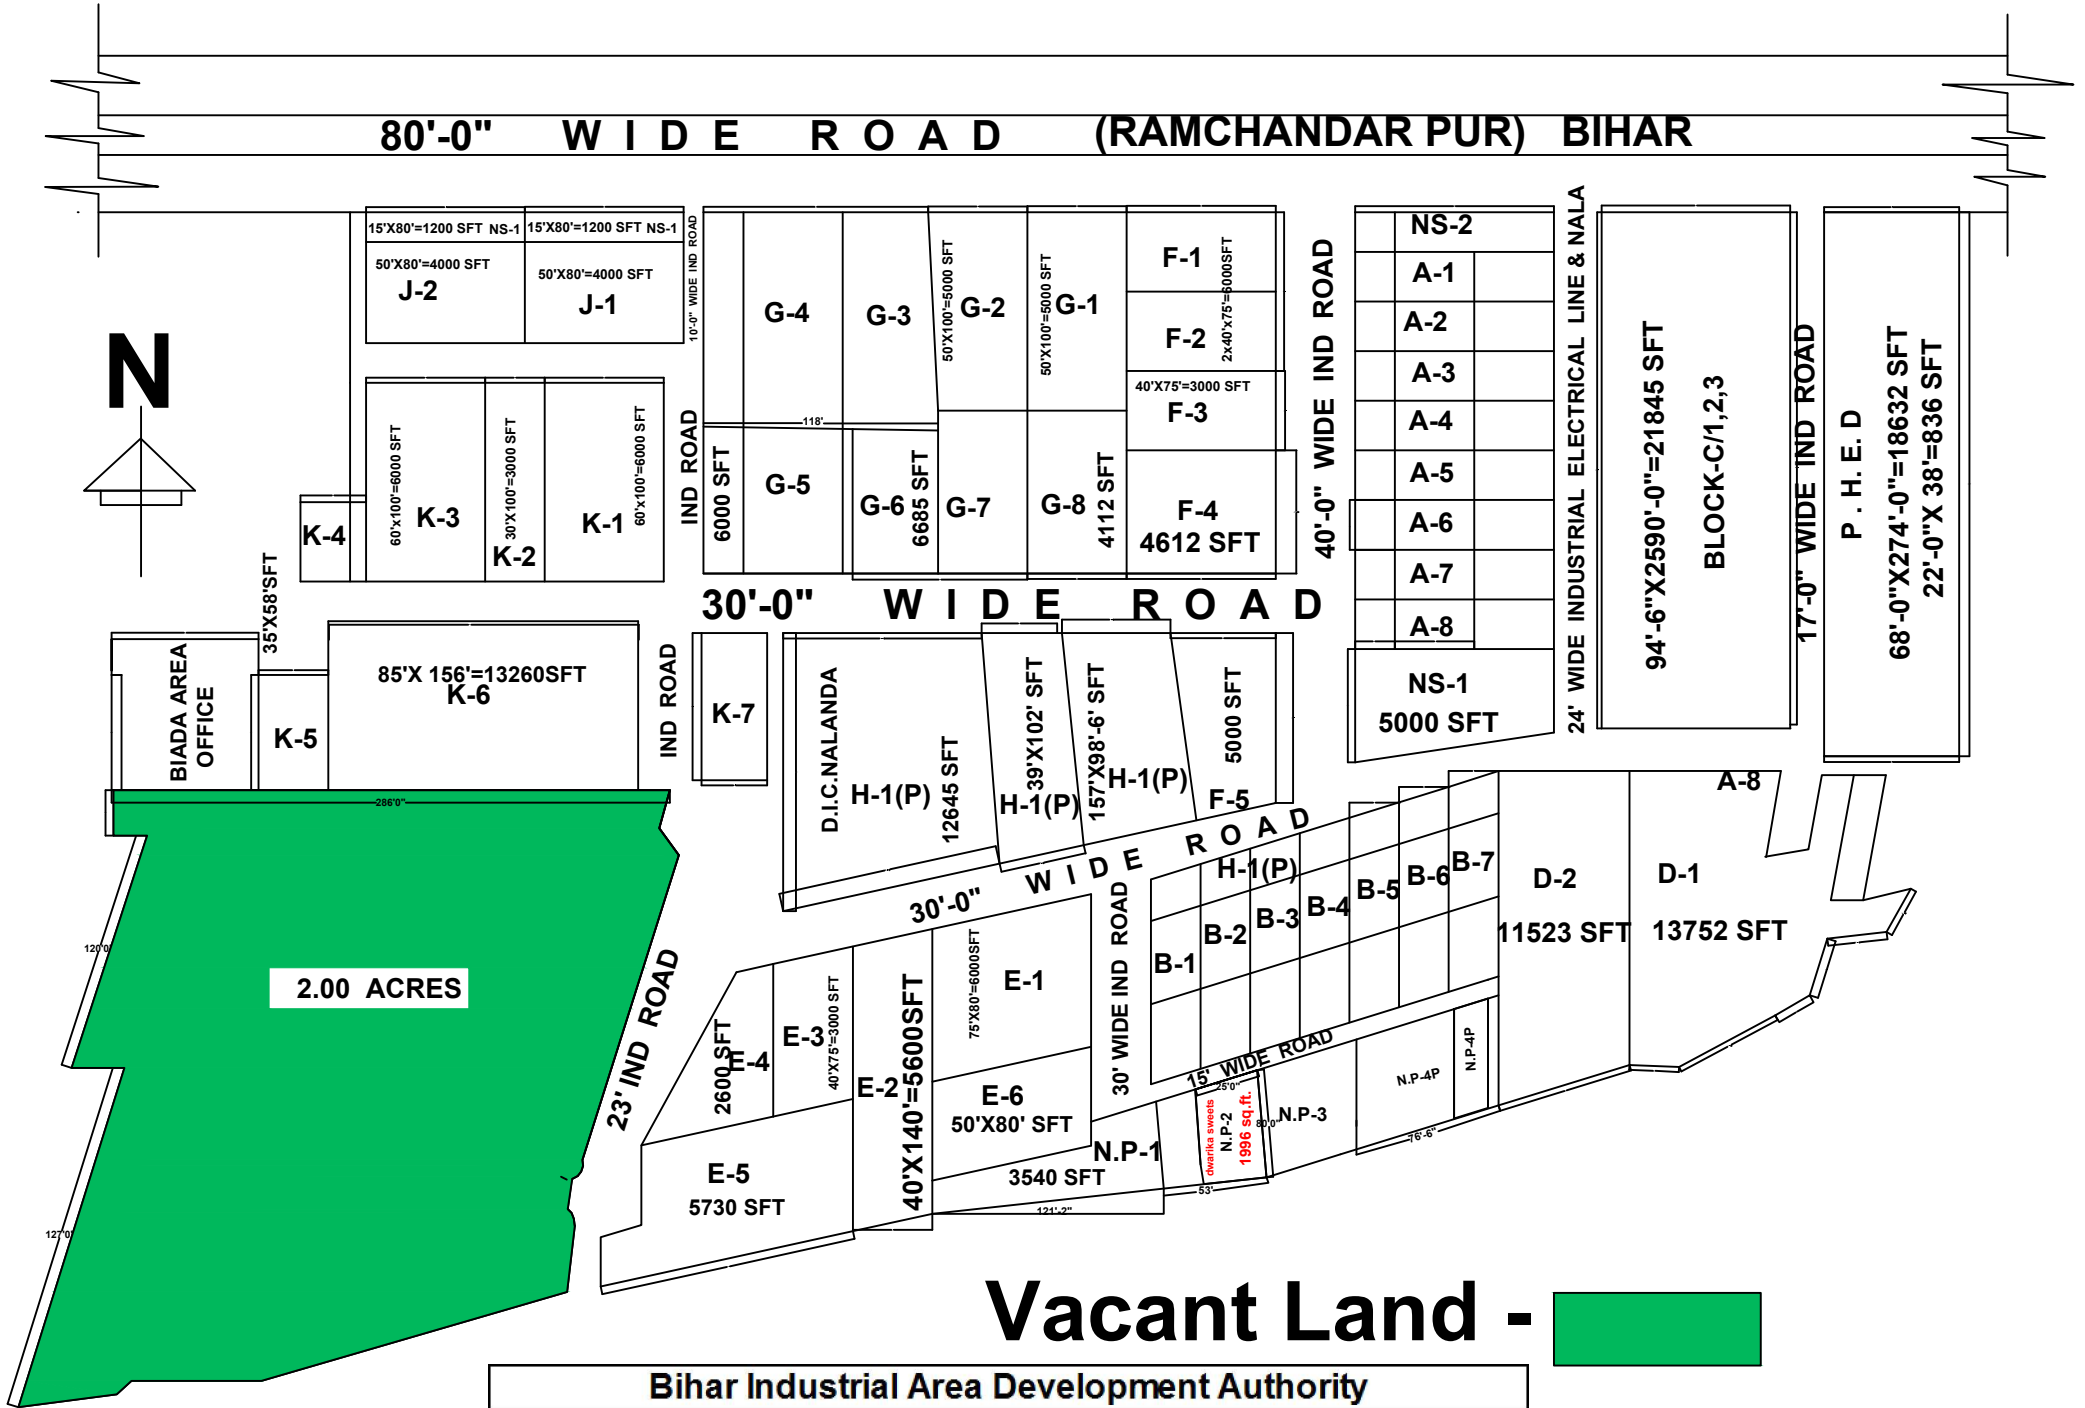 80'-0" WIDE ROAD (RAMCHANDAR PUR) BIHAR
15'X80'=1200 SFT NS-1
15'X80'=1200 SFT NS-1
50'X80'=4000 SFT
J-2
50'X80'=4000 SFT
J-1
10'-0" WIDE IND ROAD
G-4
G-3
50'X100'=5000 SFT
G-2
50'X100'=5000 SFT
G-1
F-1
F-2
2x40'x75'=6000SFT
40'X75'=3000 SFT
F-3
F-4
4612 SFT
40'-0" WIDE IND ROAD
NS-2
A-1
A-2
A-3
A-4
A-5
A-6
A-7
A-8
NS-1
5000 SFT
24' WIDE INDUSTRIAL ELECTRICAL LINE & NALA
94'-6"X2590'-0"=21845 SFT
BLOCK-C/1,2,3
17'-0" WIDE IND ROAD
P. H. E. D
68'-0"X274'-0"=18632 SFT
22'-0"X 38'=836 SFT
N
K-4
60'x100'=6000 SFT
K-3
30'X100'=3000 SFT
K-2
K-1
60'x100'=6000 SFT
IND ROAD
118'
6000 SFT
G-5
G-6
6685 SFT
G-7
G-8
4112 SFT
30'-0" WIDE ROAD
BIADA AREA
OFFICE
35'X58'SFT
K-5
85'X 156'=13260SFT
K-6
IND ROAD
K-7
D.I.C.NALANDA
H-1(P)
12645 SFT
39'X102' SFT
H-1(P)
157'X98'-6' SFT
H-1(P)
5000 SFT
F-5
286'0"
120'0"
127'0"
2.00 ACRES
23' IND ROAD
30'-0" WIDE ROAD
2600 SFT
E-4
E-3
40'X75'=3000 SFT
E-2
40'X140'=5600SFT
75'X80'=6000SFT
E-1
E-6
50'X80' SFT
E-5
5730 SFT
30' WIDE IND ROAD
H-1(P)
B-1
B-2
B-3
B-4
B-5
B-6
B-7
D-2
11523 SFT
A-8
D-1
13752 SFT
15' WIDE ROAD
N.P-1
3540 SFT
121'-2"
25'0"
dwarika sweets
N.P-2
1996 sq.ft.
80'0"
53'
N.P-3
N.P-4P
N.P-4P
76'-6"
Vacant Land -
Bihar Industrial Area Development Authority